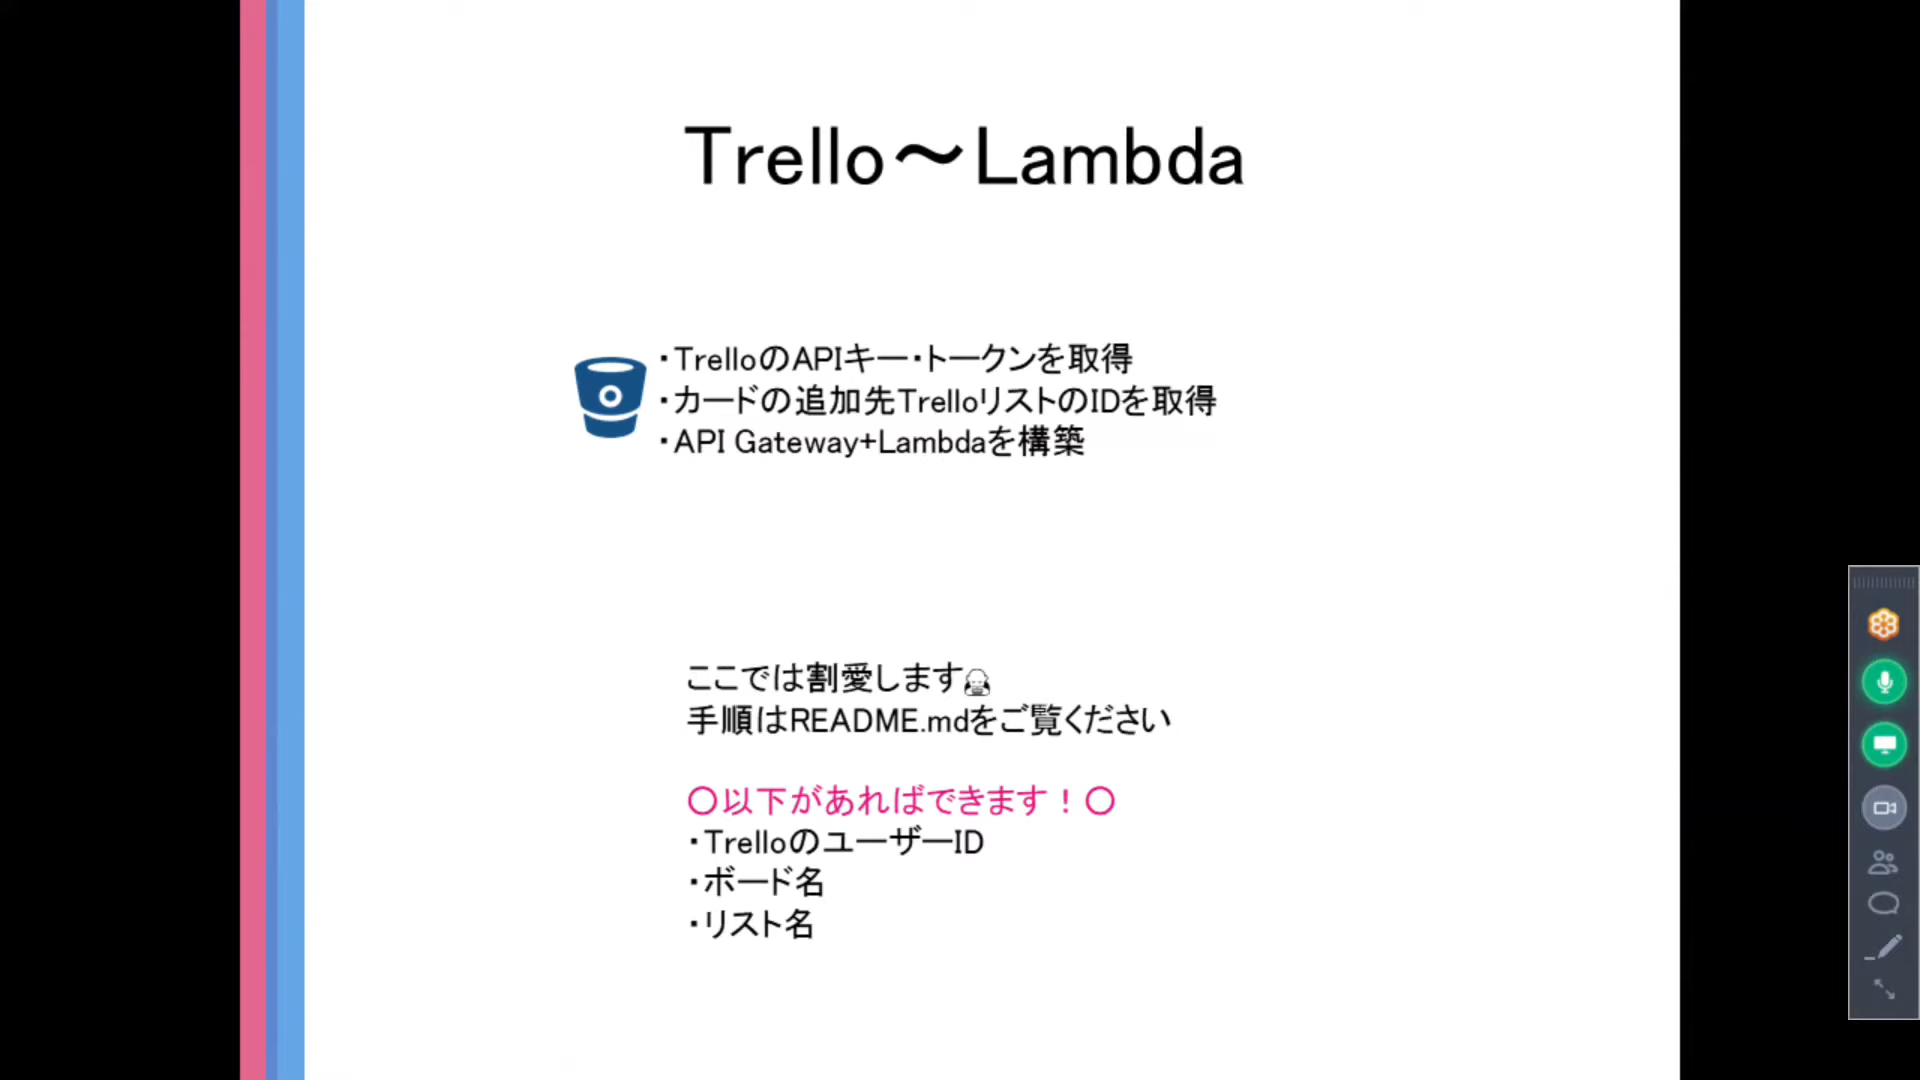 Trello～Lambda
・TrelloのAPIキー・トークンを取得
・カードの追加先TrelloリストのIDを取得
・API Gateway+Lambdaを構築
ここでは割愛します
手順はREADME.mdをご覧ください
〇以下があればできます！〇
・TrelloのユーザーID
・ボード名
・リスト名